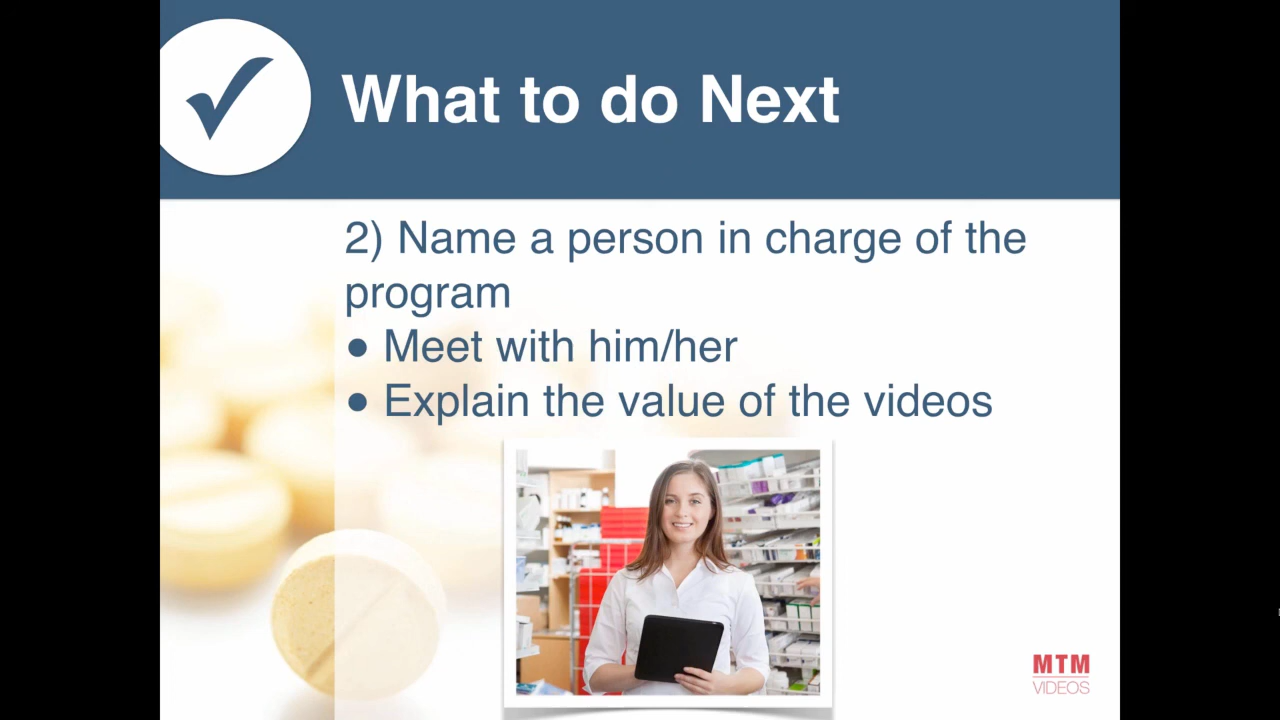 What to do Next
2) Name a person in charge of the
program
● Meet with him/her
● Explain the value of the videos
MTM
VIDEOS